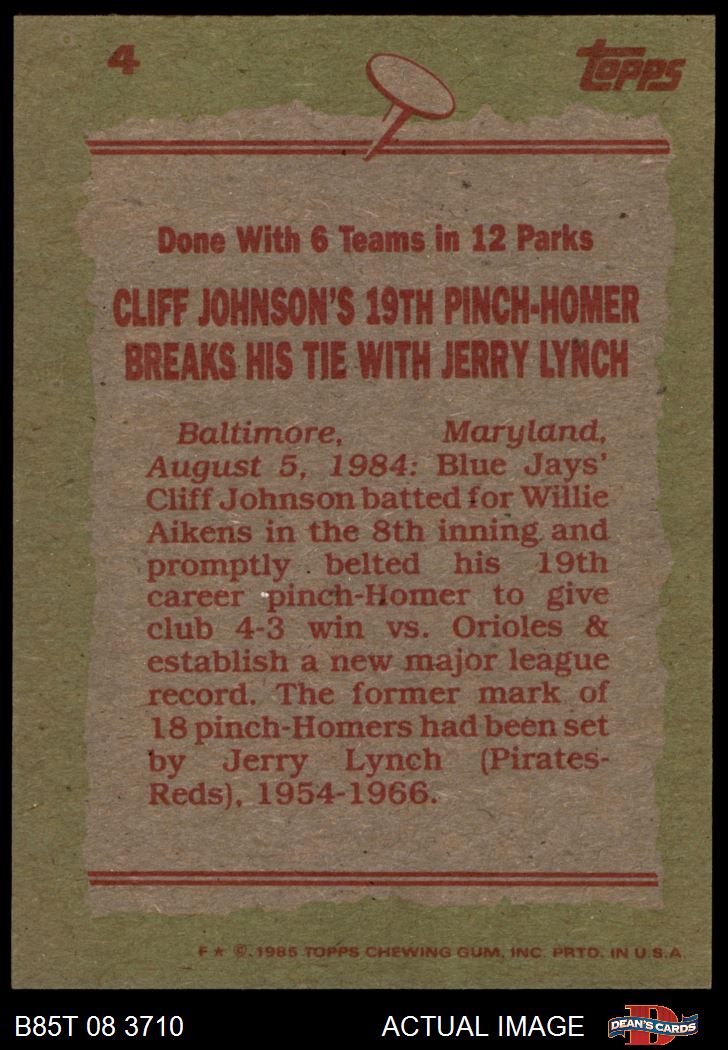 4
topps
Done With 6 Teams in 12 Parks
CLIFF JOHNSON'S 19TH PINCH-HOMER
BREAKS HIS TIE WITH JERRY LYNCH
Baltimore, Maryland,
August 5, 1984: Blue Jays'
Cliff Johnson batted for Willie
Aikens in the 8th inning and
promptly belted his 19th
career pinch-Homer to give
club 4-3 win vs. Orioles &
establish a new major league
record. The former mark of
18 pinch-Homers had been set
by Jerry Lynch (Pirates-
Reds), 1954-1966.
F ★ ©.1985 TOPPS CHEWING GUM, INC. PRTD. IN U.S.A.
B85T 08 3710 ACTUAL IMAGE DEAN'S CARDS